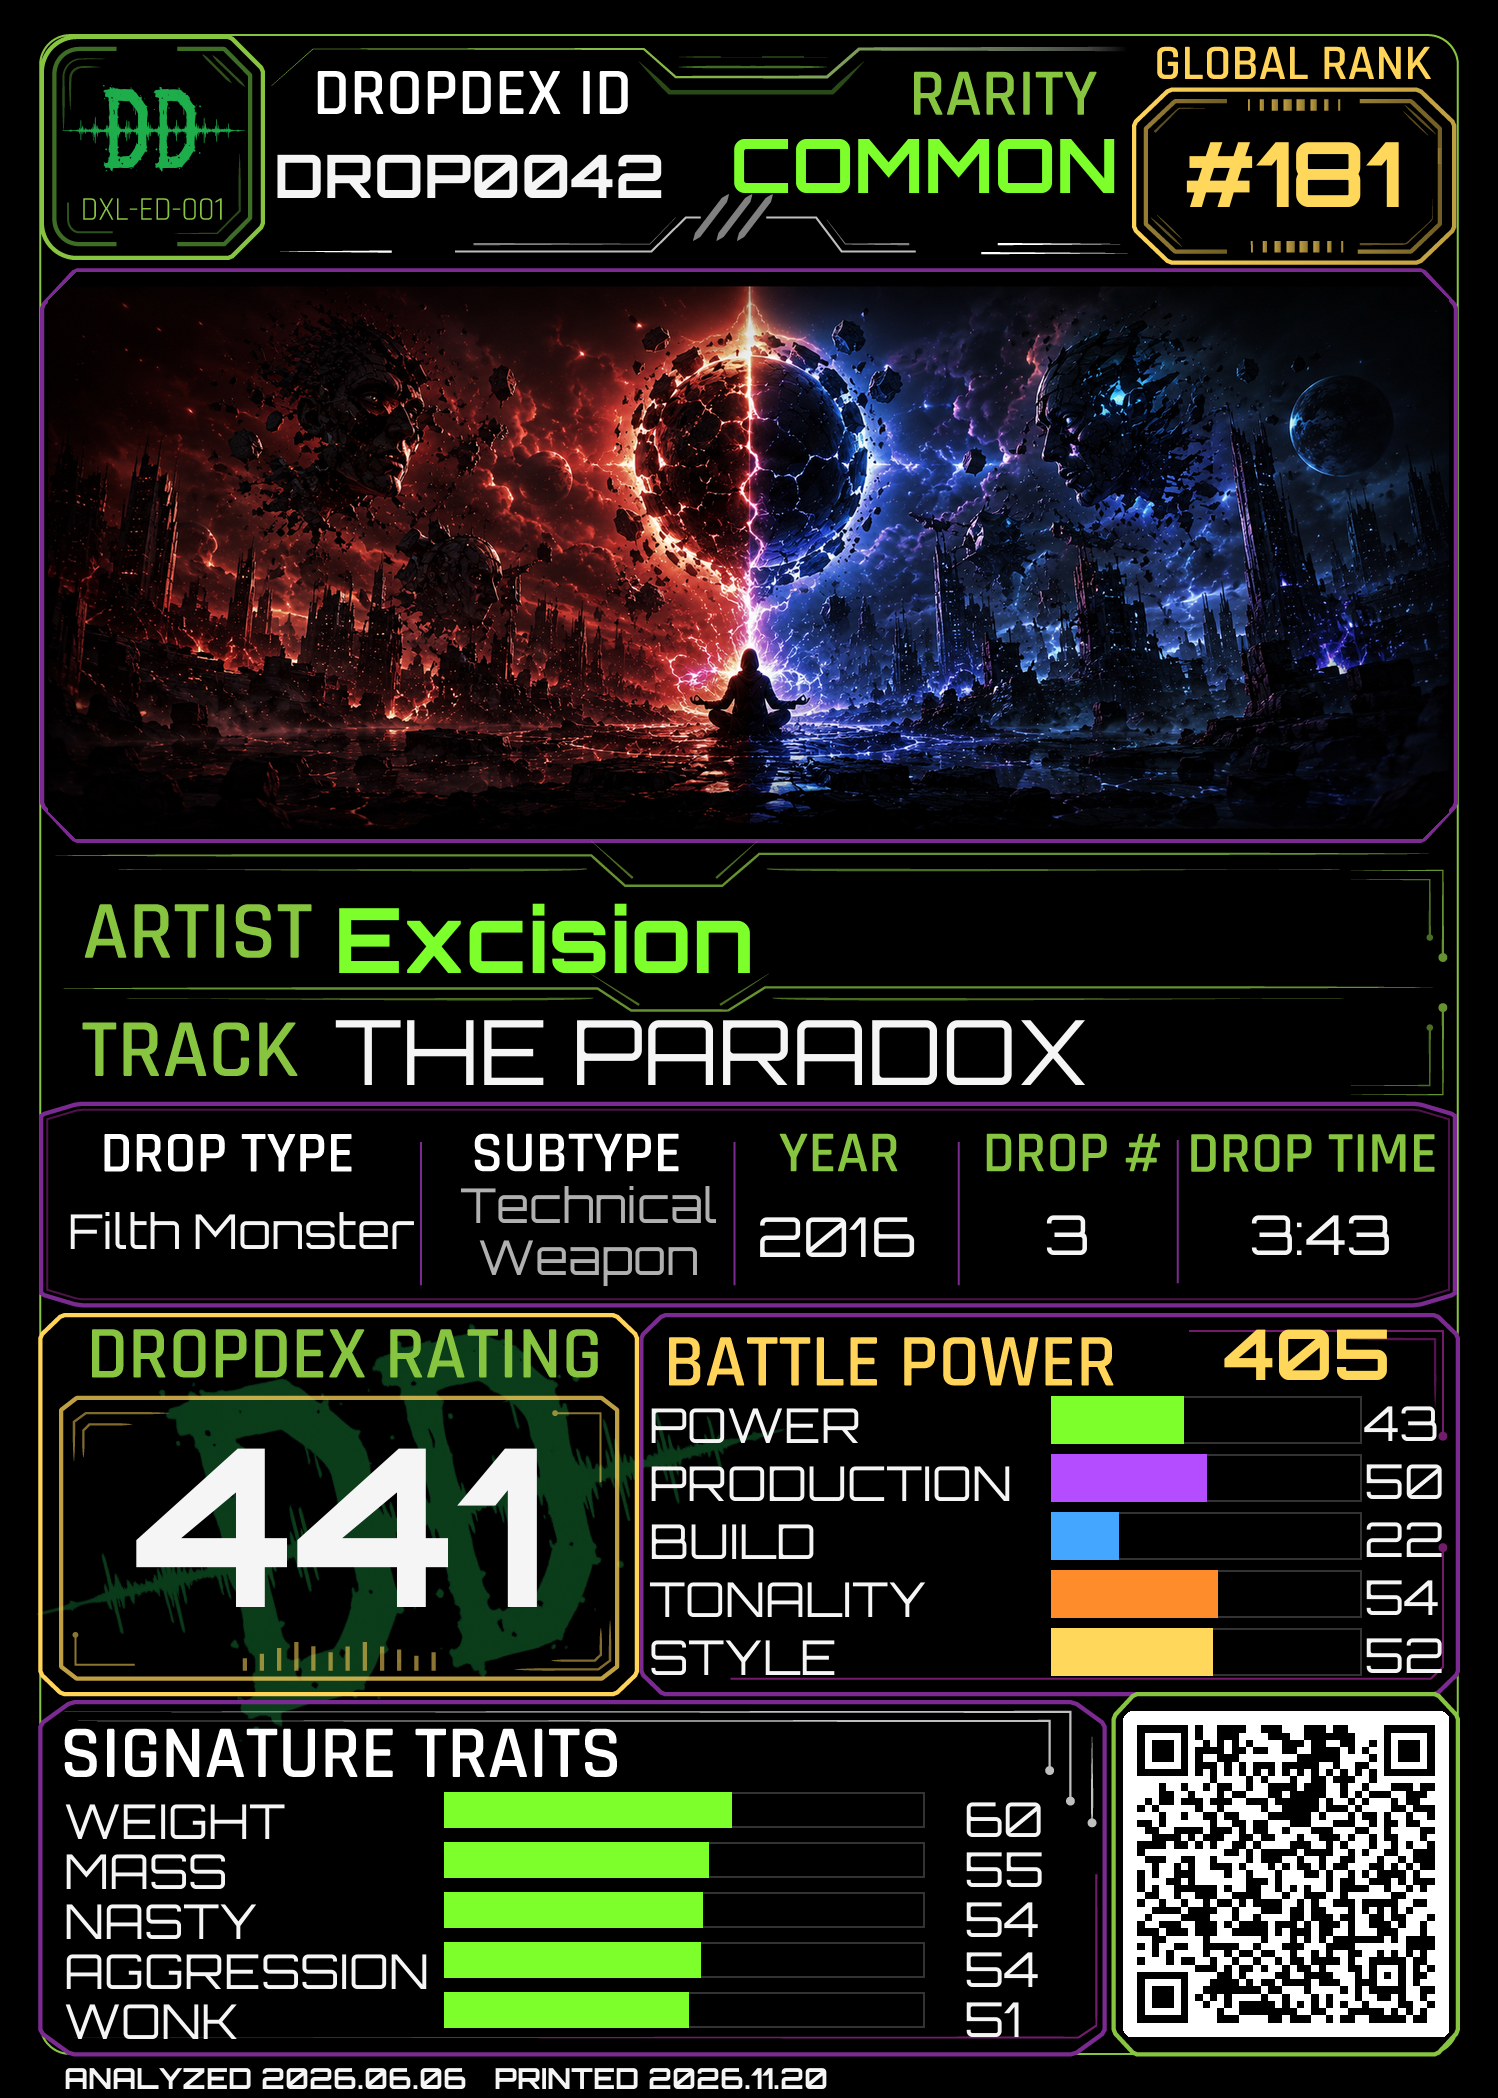 DD
DXL-ED-001
DROPDEX ID
DROP0042
RARITY
COMMON
GLOBAL RANK
#181
ARTIST Excision
TRACK THE PARADOX
DROP TYPE
Filth Monster
SUBTYPE
Technical
Weapon
YEAR
2016
DROP #
3
DROP TIME
3:43
DROPDEX RATING
441
BATTLE POWER 405
POWER 43
PRODUCTION 50
BUILD 22
TONALITY 54
STYLE 52
SIGNATURE TRAITS
WEIGHT 60
MASS 55
NASTY 54
AGGRESSION 54
WONK 51
ANALYZED 2026.06.06 PRINTED 2026.11.20